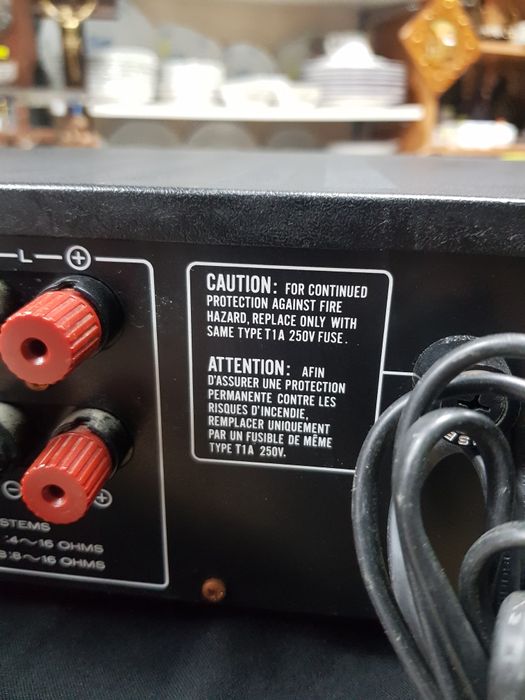 L
CAUTION: FOR CONTINUED
PROTECTION AGAINST FIRE
HAZARD, REPLACE ONLY WITH
SAME TYPE T1A 250V FUSE.
ATTENTION: AFIN
D'ASSURER UNE PROTECTION
PERMANENTE CONTRE LES
RISQUES D'INCENDIE,
REMPLACER UNIQUEMENT
PAR UN FUSIBLE DE MÊME
TYPE T1A 250V.
STEMS
:4～16 OHMS
:8～16 OHMS